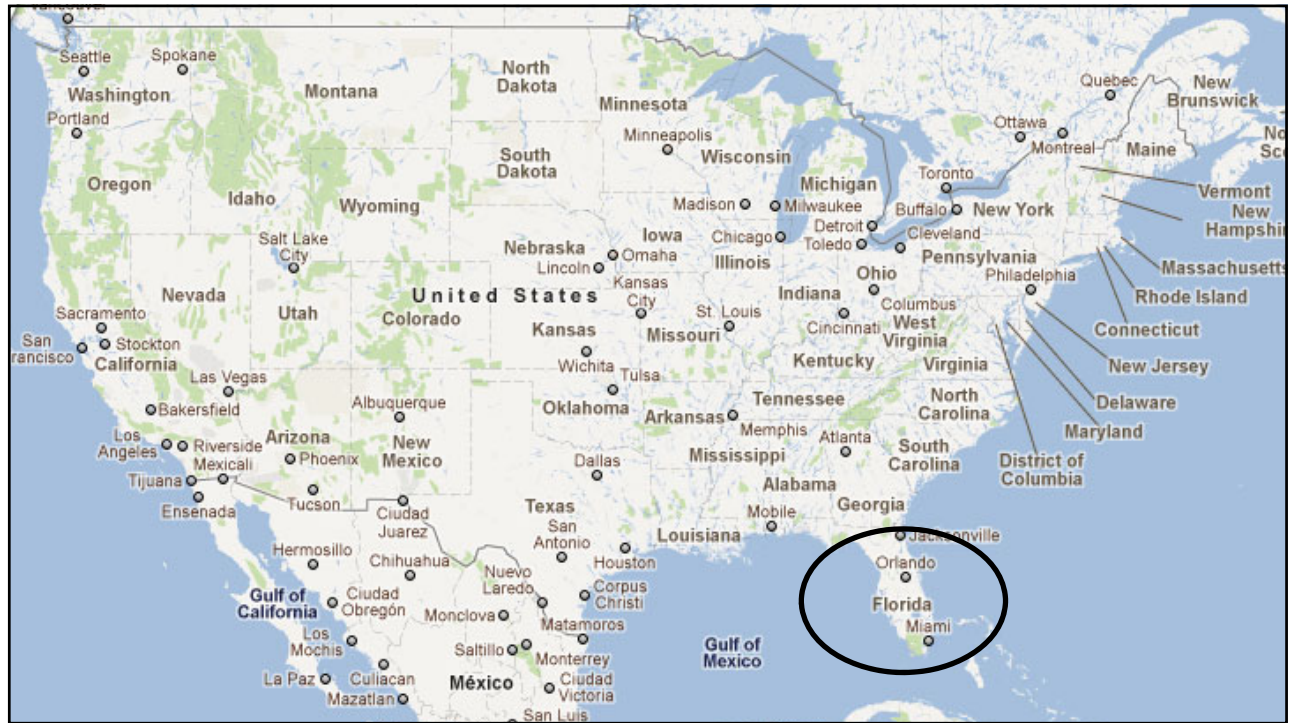 Vancouver
Seattle
Spokane
Washington
Portland
Montana
North
Dakota
Minnesota
Minneapolis
Quebec
New
Brunswick
Ottawa
Montreal
Maine
Oregon
Idaho
Wyoming
South
Dakota
Wisconsin
Michigan
Toronto
Vermont
New
Madison
Milwaukee
Buffalo
New York
Detroit
Toledo
Cleveland
Chicago
Salt Lake
City
Nebraska
Iowa
Omaha
Lincoln
Illinois
Ohio
Pennsylvania
Philadelphia
Massachusetts
Rhode Island
Connecticut
New Jersey
Delaware
Maryland
District of
Columbia
Nevada
Utah
United States
Colorado
Kansas
City
Kansas
Missouri
St. Louis
Indiana
Columbus
Cincinnati
West
Virginia
Virginia
Kentucky
Sacramento
San
Stockton
California
Las Vegas
Bakersfield
Wichita
Tulsa
Oklahoma
Arkansas
Tennessee
Memphis
North
Carolina
South
Carolina
Atlanta
Albuquerque
New
Mexico
Arizona
Phoenix
Tucson
Los
Angeles
Riverside
Mexicali
Tijuana
Ensenada
Dallas
Texas
Mississippi
Alabama
Georgia
Mobile
Louisiana
Jacksonville
Orlando
Florida
Miami
Ciudad
Juarez
Hermosillo
Chihuahua
San
Antonio
Houston
Nuevo
Laredo
Corpus
Christi
Gulf of
California
Ciudad
Obregón
Monclova
Matamoros
Los
Mochis
Saltillo
Monterrey
Gulf of
Mexico
La Paz
Culiacan
Mazatlan
México
Ciudad
Victoria
San Luis